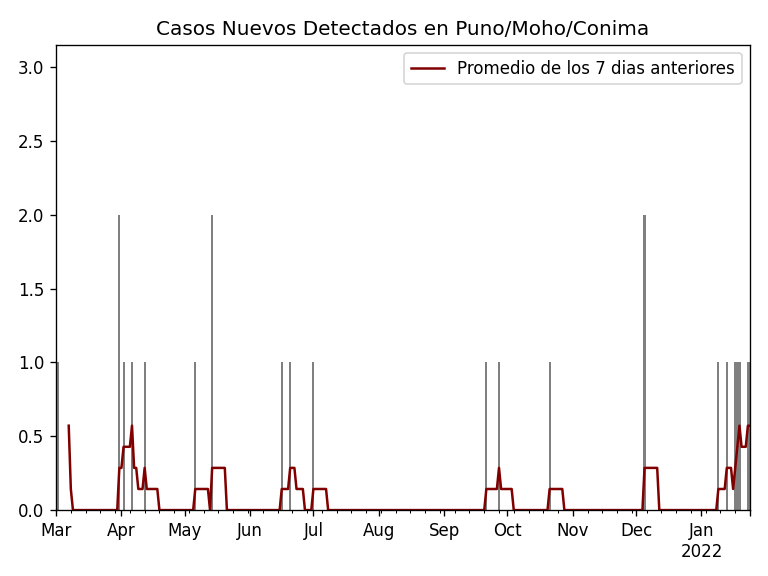 Casos Nuevos Detectados en Puno/Moho/Conima
Promedio de los 7 dias anteriores
3.0
2.5
2.0
1.5
1.0
0.5
0.0
Mar Apr May Jun Jul Aug Sep Oct Nov Dec Jan
2022